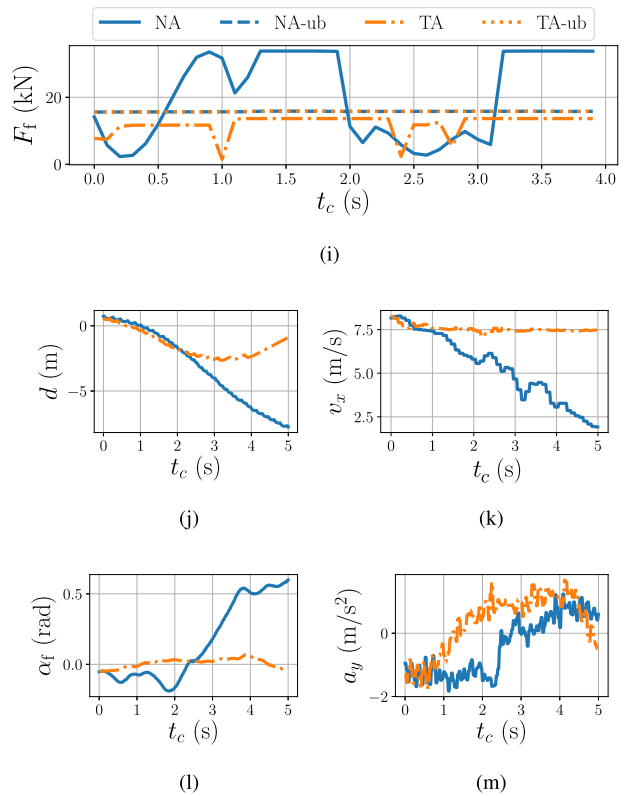 NA NA-ub TA TA-ub
F_f (kN)
20
0
0.0 0.5 1.0 1.5 2.0 2.5 3.0 3.5 4.0
t_c (s)
(i)
d (m)
0
−5
0 1 2 3 4 5
t_c (s)
(j)
v_x (m/s)
7.5
5.0
2.5
0 1 2 3 4 5
t_c (s)
(k)
α_f (rad)
0.5
0.0
0 1 2 3 4 5
t_c (s)
(l)
a_y (m/s²)
0
−2
0 1 2 3 4 5
t_c (s)
(m)